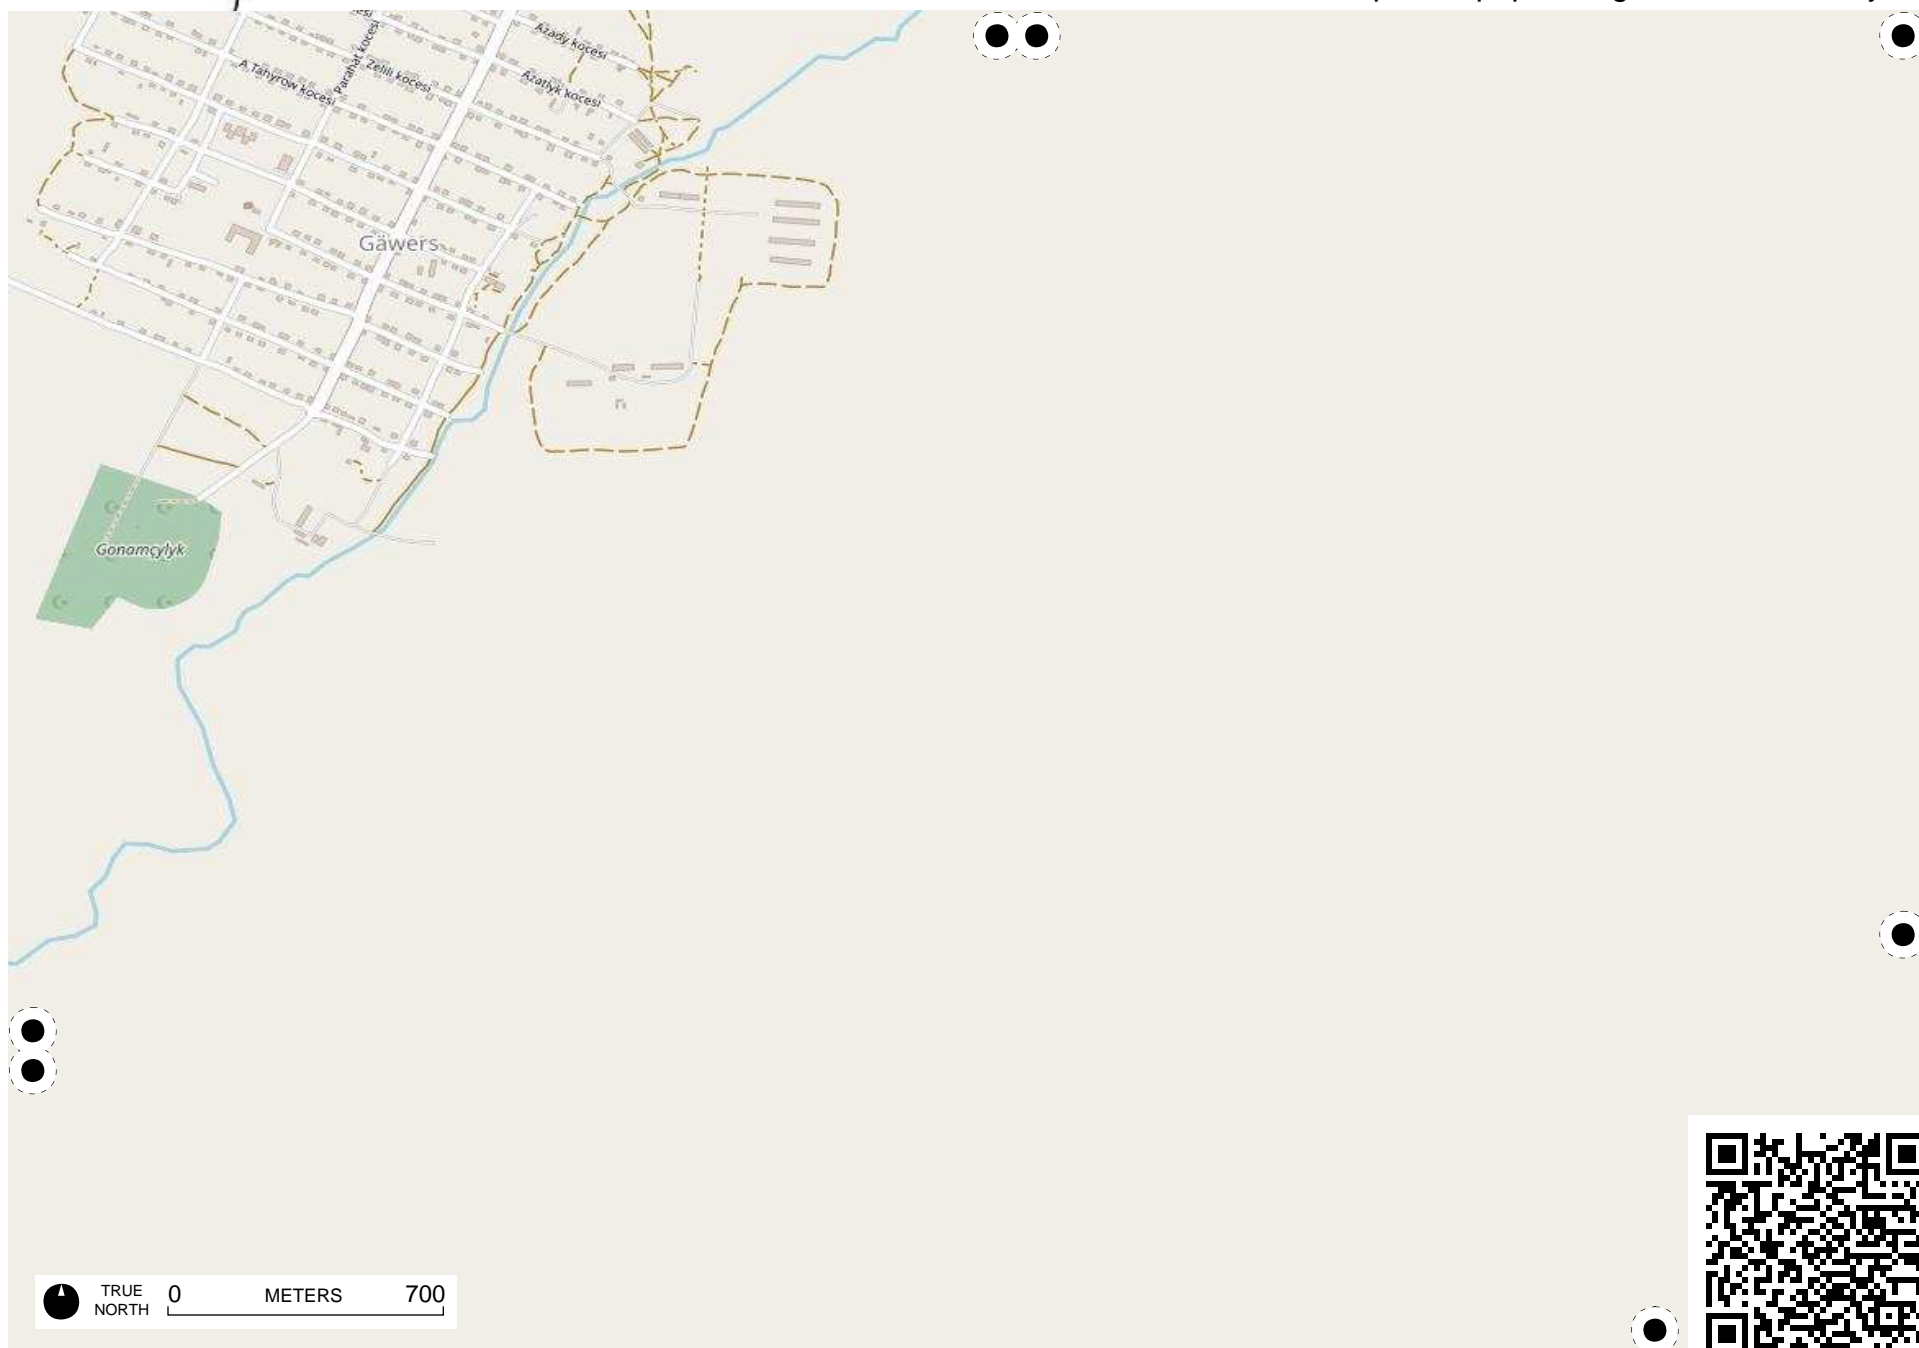 Azady köçesi
A.Tahyrow köçesi
Parahat köçesi
Zelili köçesi
Azatlyk köçesi
Gäwers
Gonamçylyk
TRUE
NORTH
0 METERS 700